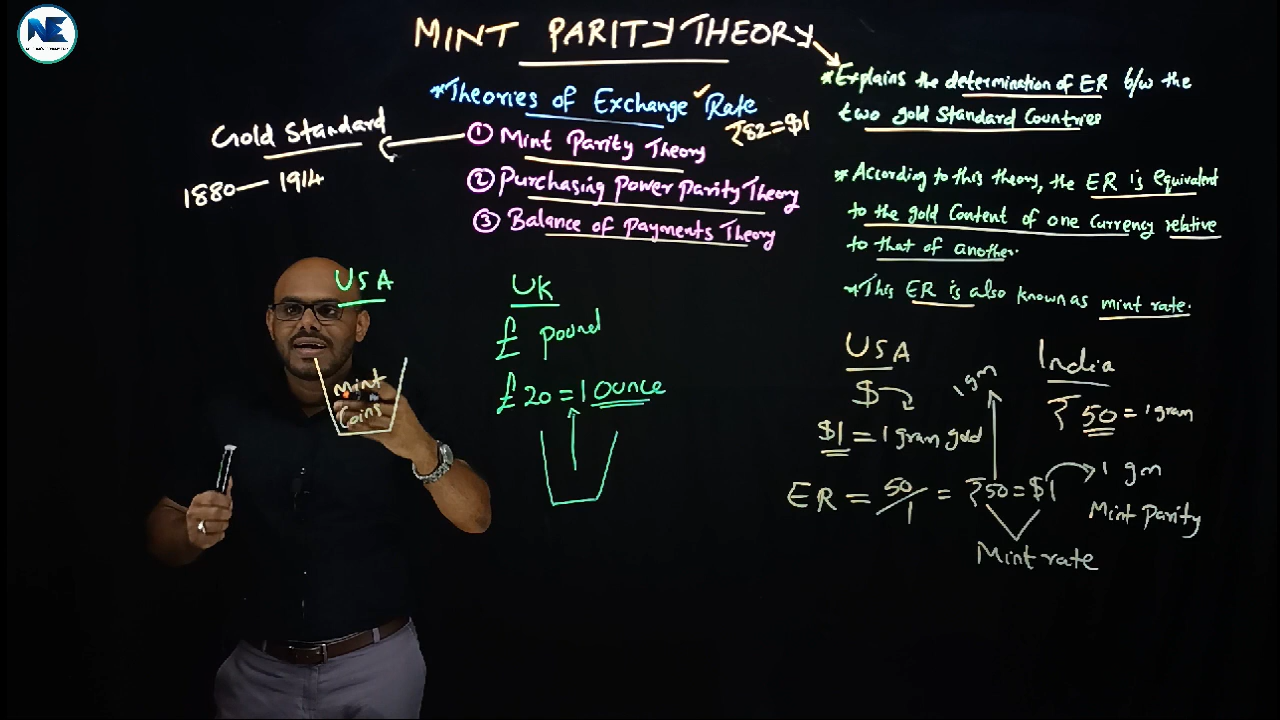 NE
MINT PARITY THEORY
*Theories of Exchange Rate
₹82=$1
① Mint Parity Theory
② Purchasing power parity Theory
③ Balance of payments Theory
Gold Standard
1880 — 1914
*Explains the determination of ER b/w the
two gold Standard Countries
*According to this theory, the ER is equivalent
to the gold Content of one Currency relative
to that of another.
*This ER is also known as mint rate.
USA
Mint
Coins
UK
£ pound
£20 = 1 ounce
USA
$
$1 = 1 gram gold
1 gm
India
₹ 50 = 1 gram
ER = 50/1 = ₹50 = $1
1 gm
Mint Parity
Mint rate